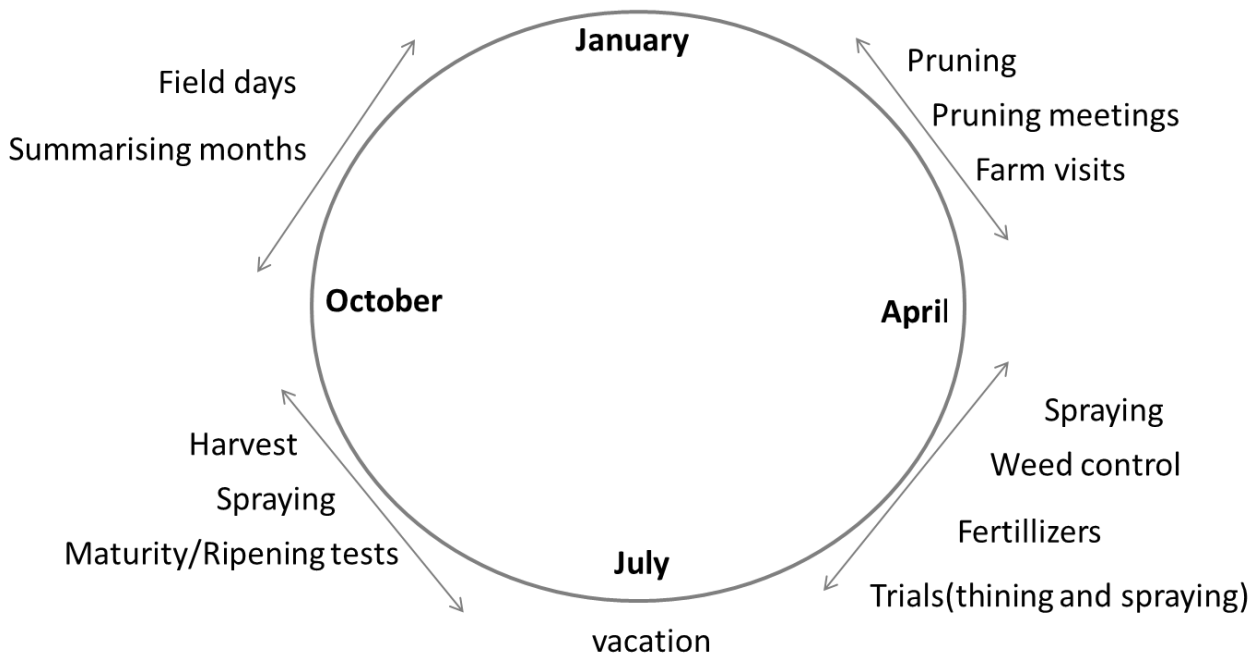 January
Pruning
Pruning meetings
Farm visits
April
Spraying
Weed control
Fertillizers
Trials(thining and spraying)
July
vacation
Harvest
Spraying
Maturity/Ripening tests
October
Field days
Summarising months